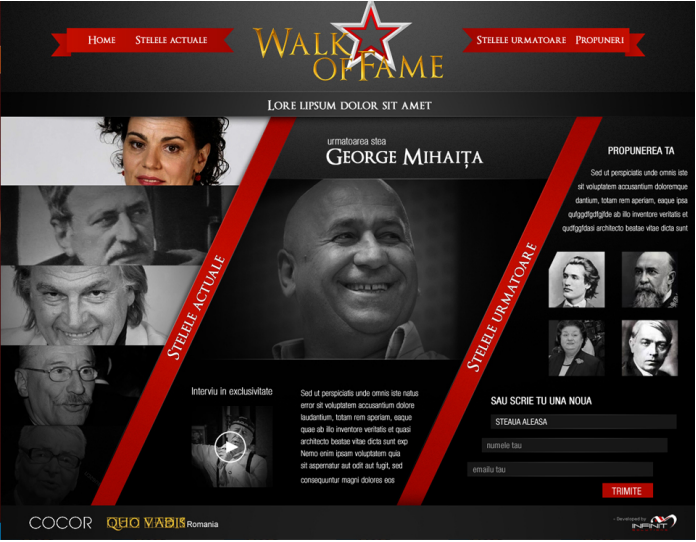 HOME STELELE ACTUALE
WALK
OF FAME
STELELE URMATOARE PROPUNERI
LORE LIPSUM DOLOR SIT AMET
urmatoarea stea
GEORGE MIHAIȚA
STELELE ACTUALE
Interviu in exclusivitate
Sed ut perspiciatis unde omnis iste natus
error sit voluptatem accusantium dolore
laudantium, totam rem aperiam, eaque
quae ab illo inventore veritatis et quasi
architecto beatae vitae dicta sunt exp
Nemo enim ipsam voluptatem quia
sit aspernatur aut odit aut fugit, sed
consequuntur magni dolores eos
STELELE URMATOARE
PROPUNEREA TA
Sed ut perspiciatis unde omnis iste
sit voluptatem accusantium doloremque
dantium, totam rem aperiam, eaque ipsa
qufggdfgdfgfde ab illo inventore veritatis et
qudfggfdasi architecto beatae vitae dicta sunt
SAU SCRIE TU UNA NOUA
STEAUA ALEASA
numele tau
emailu tau
TRIMITE
COCOR QUO VADIS Romania
- Developed by
INFINIT